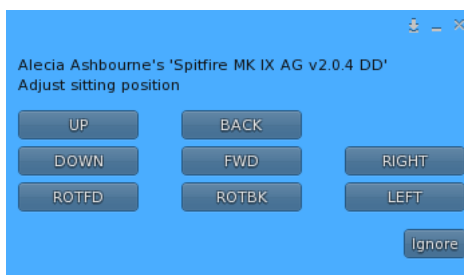 Alecia Ashbourne's 'Spitfire MK IX AG v2.0.4 DD'
Adjust sitting position
UP BACK
DOWN FWD RIGHT
ROTFD ROTBK LEFT
Ignore